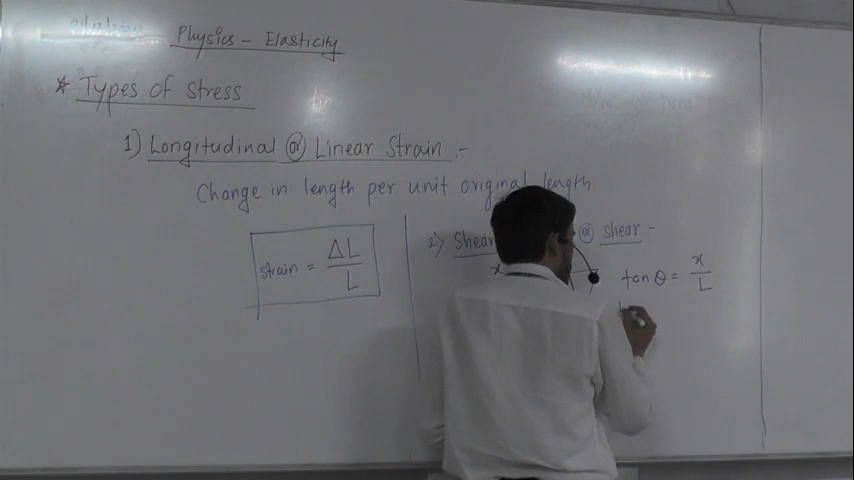 Physics - Elasticity
* Types of stress
1) Longitudinal or Linear Strain :-
Change in length per unit original length
strain = ΔL / L
2) Shear or shear :-
x
tan θ = x / L